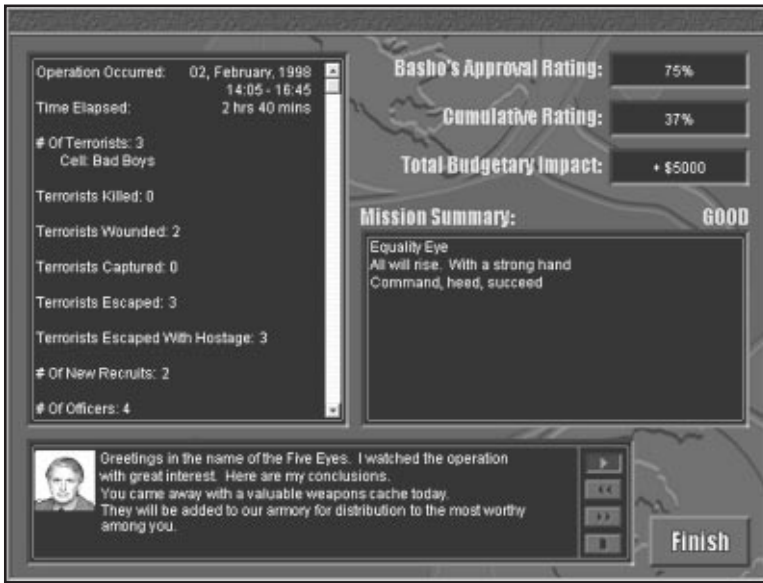 Operation Occurred: 02, February, 1998
14:05 - 16:45
Time Elapsed: 2 hrs 40 mins
# Of Terrorists: 3
Cell: Bad Boys
Terrorists Killed: 0
Terrorists Wounded: 2
Terrorists Captured: 0
Terrorists Escaped: 3
Terrorists Escaped With Hostage: 3
# Of New Recruits: 2
# Of Officers: 4
Basho's Approval Rating: 75%
Cumulative Rating: 37%
Total Budgetary Impact: + $5000
Mission Summary: GOOD
Equality Eye
All will rise. With a strong hand
Command, heed, succeed
Greetings in the name of the Five Eyes. I watched the operation
with great interest. Here are my conclusions.
You came away with a valuable weapons cache today.
They will be added to our armory for distribution to the most worthy
among you.
Finish